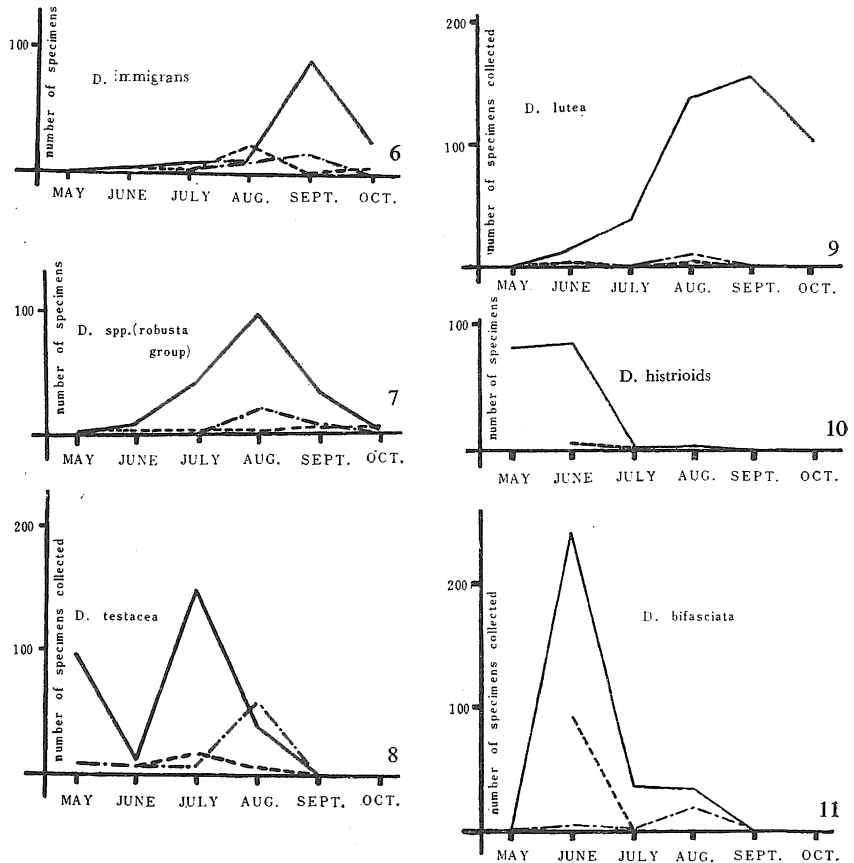 100
number of specimens
D. immigrans
6
MAY JUNE JULY AUG. SEPT. OCT.
100
number of specimens
D. spp.(robusta
group)
7
MAY JUNE JULY AUG. SEPT. OCT.
200
100
number of specimens collected
D. testacea
8
MAY JUNE JULY AUG. SEPT. OCT.
200
100
number of specimens collected
D. lutea
9
MAY. JUNE JULY AUG. SEPT. OCT.
100
number of specimens
D. histrioids
10
MAY JUNE JULY AUG. SEPT. OCT.
200
100
number of specimens collected
D. bifasciata
11
MAY JUNE JULY AUG. SEPT. OCT.